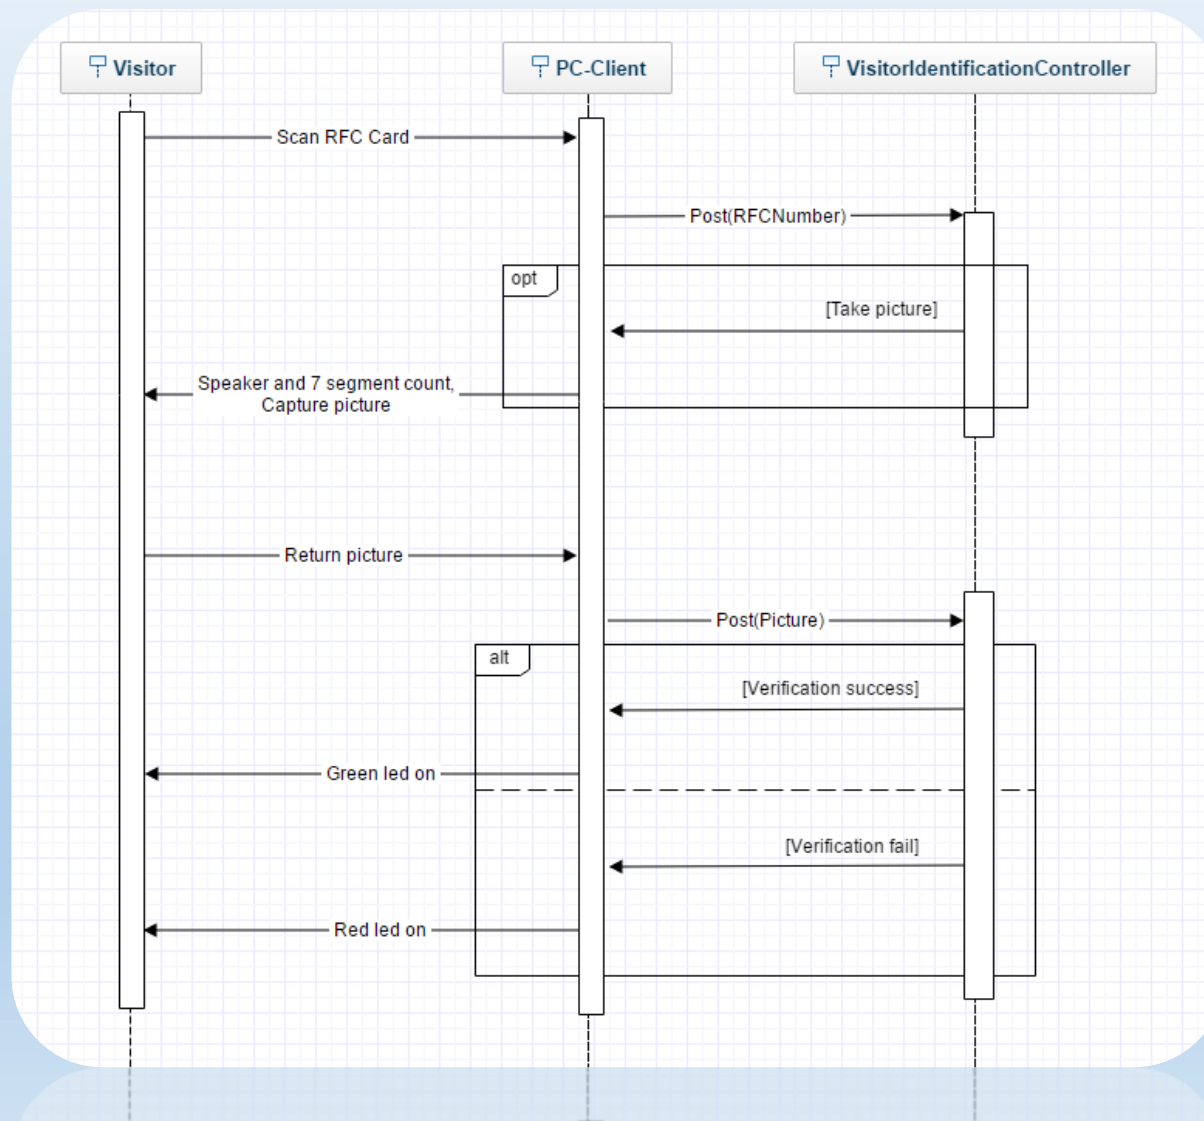 Visitor
PC-Client
VisitorIdentificationController
Scan RFC Card
Post(RFCNumber)
opt
[Take picture]
Speaker and 7 segment count,
Capture picture
Return picture
Post(Picture)
alt
[Verification success]
Green led on
[Verification fail]
Red led on